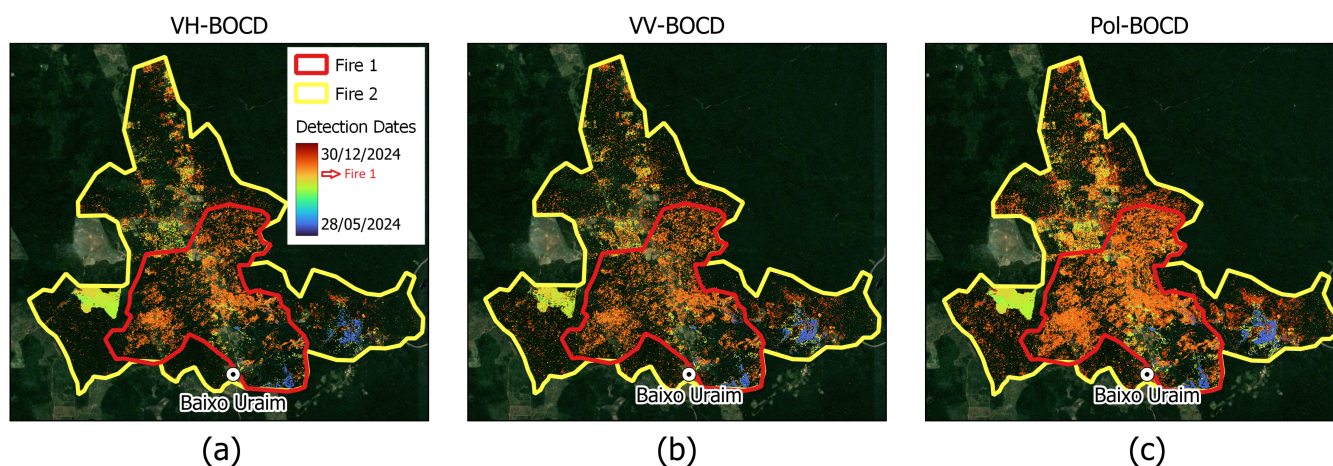 VH-BOCD
VV-BOCD
Pol-BOCD
Fire 1
Fire 2
Detection Dates
30/12/2024
Fire 1
28/05/2024
Baixo Uraim
Baixo Uraim
Baixo Uraim
(a)
(b)
(c)